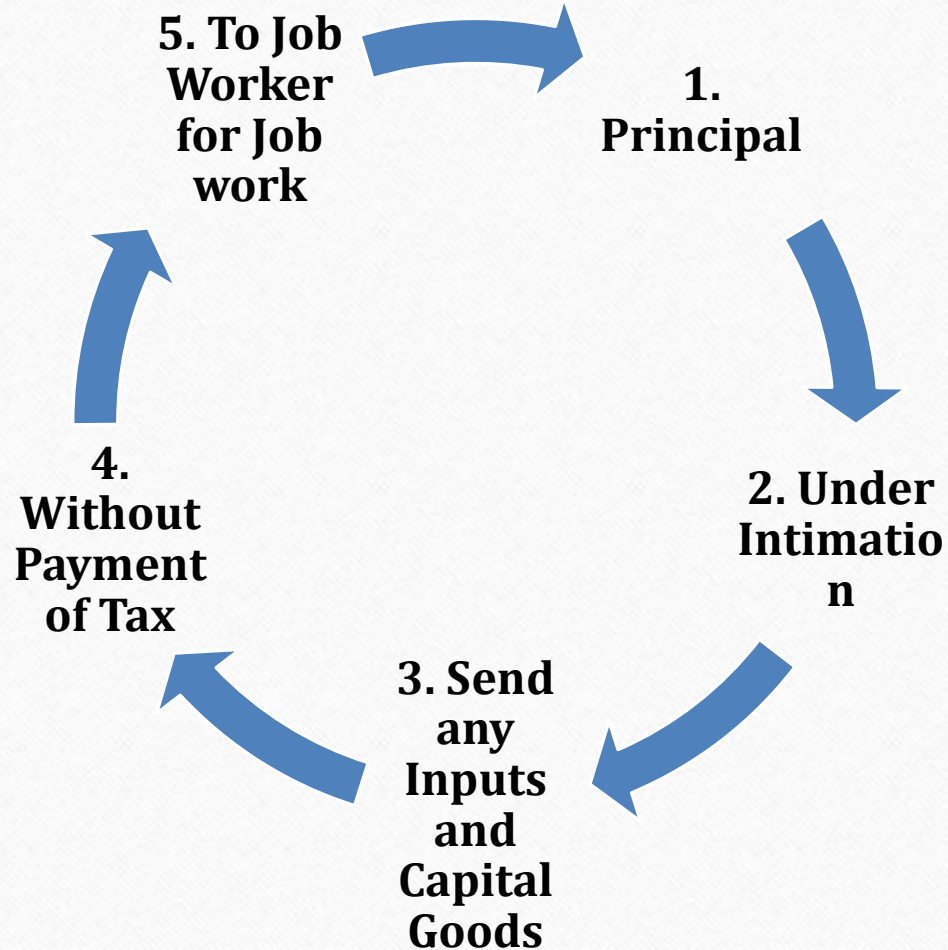 1.
Principal
2. Under
Intimatio
n
3. Send
any
Inputs
and
Capital
Goods
4.
Without
Payment
of Tax
5. To Job
Worker
for Job
work